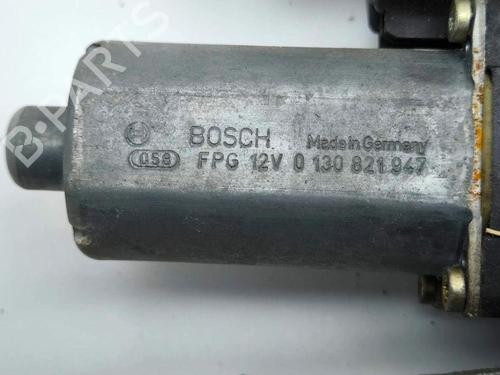 B-PARTS
BOSCH Made in Germany
058 FPG 12V 0 130 821 947